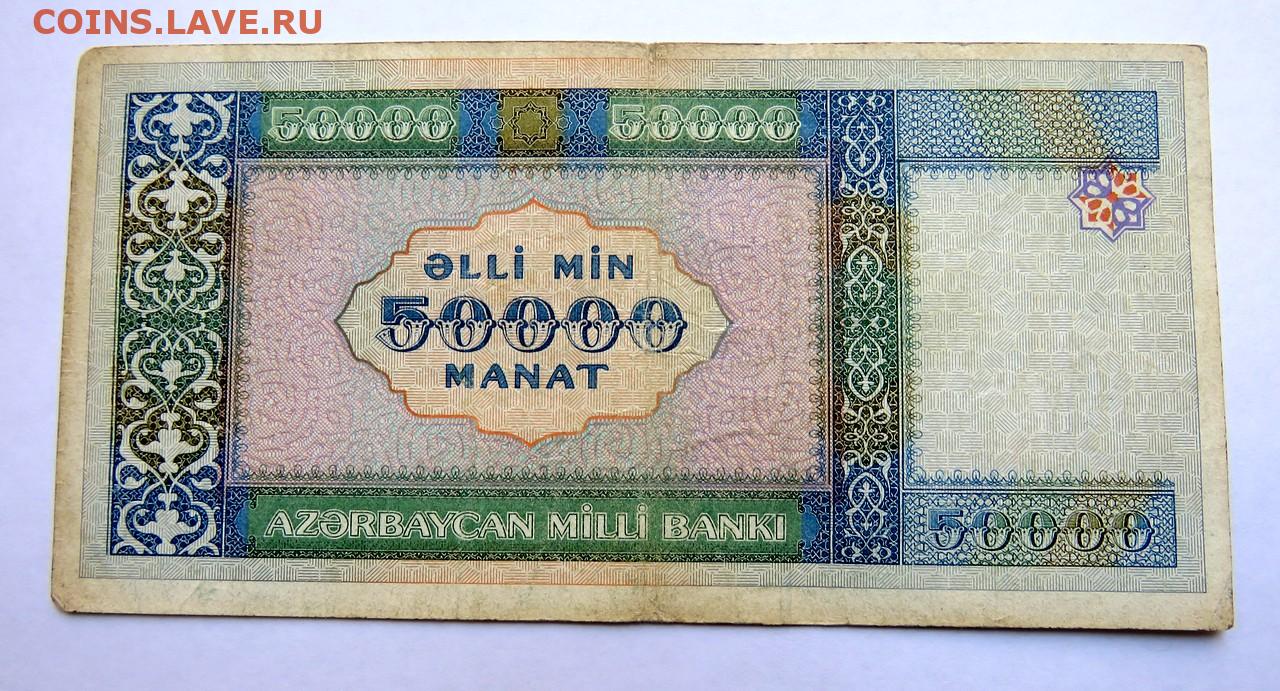 COINS.LAVE.RU
50000 50000
ƏLLİ MİN
50000
MANAT
AZƏRBAYCAN MİLLİ BANKI
50000